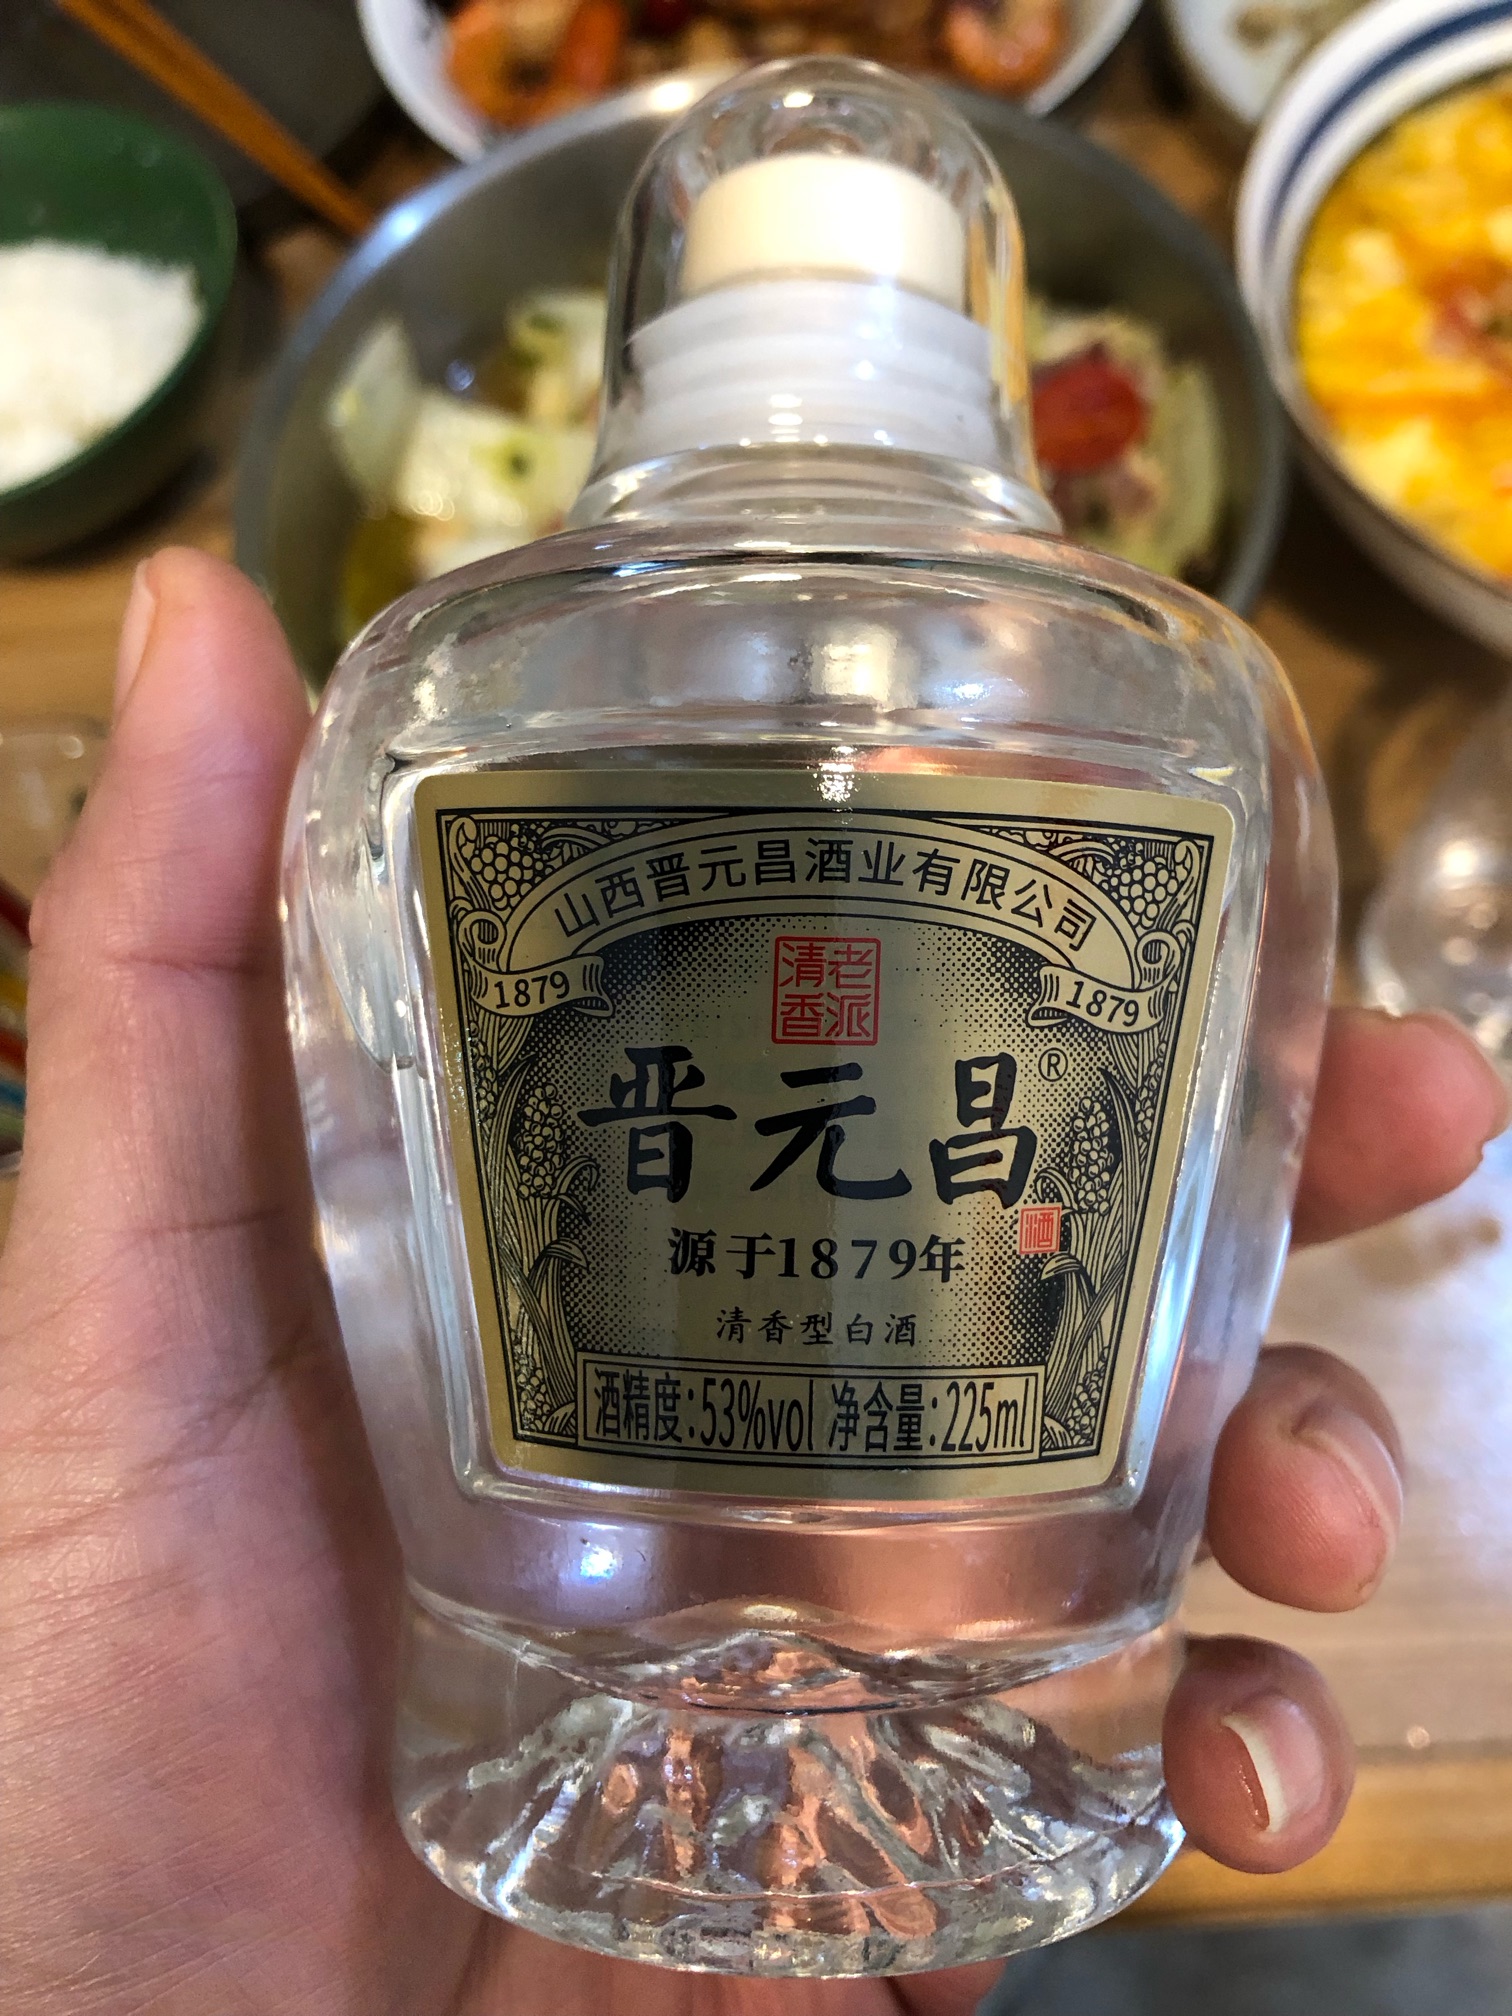 山西晋元昌酒业有限公司
1879
1879
老派
清香
晋元昌®
酒
源于1879年
清香型白酒
酒精度:53%vol 净含量:225ml